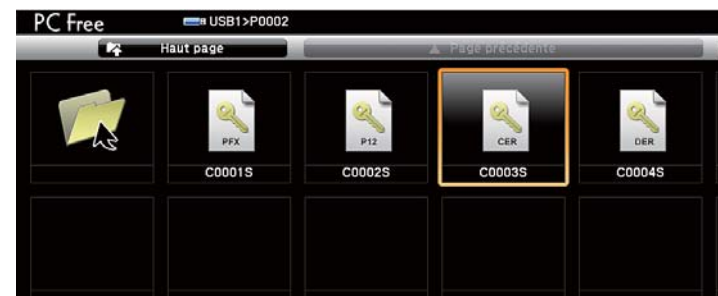 PC Free USB1>P0002
Haut page ▲ Page précédente
PFX P12 CER DER
C0001S C0002S C0003S C0004S